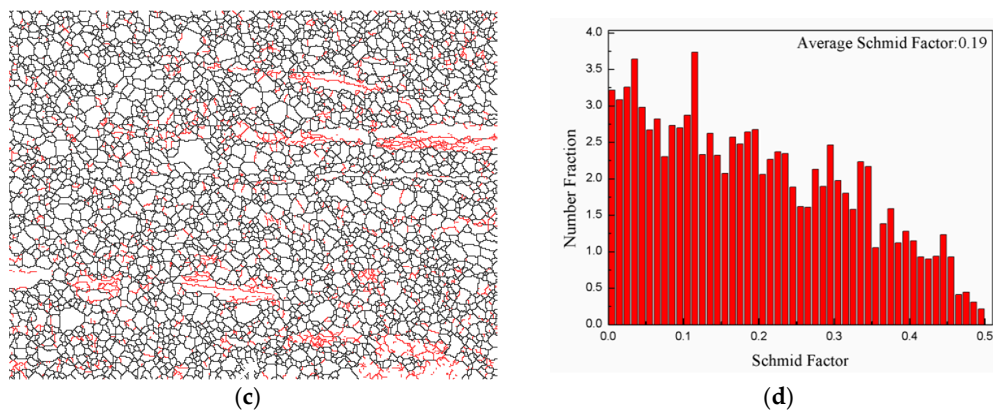 Average Schmid Factor:0.19
4.0
3.5
3.0
2.5
2.0
1.5
1.0
0.5
0.0
Number Fraction
0.0 0.1 0.2 0.3 0.4 0.5
Schmid Factor
(c) (d)